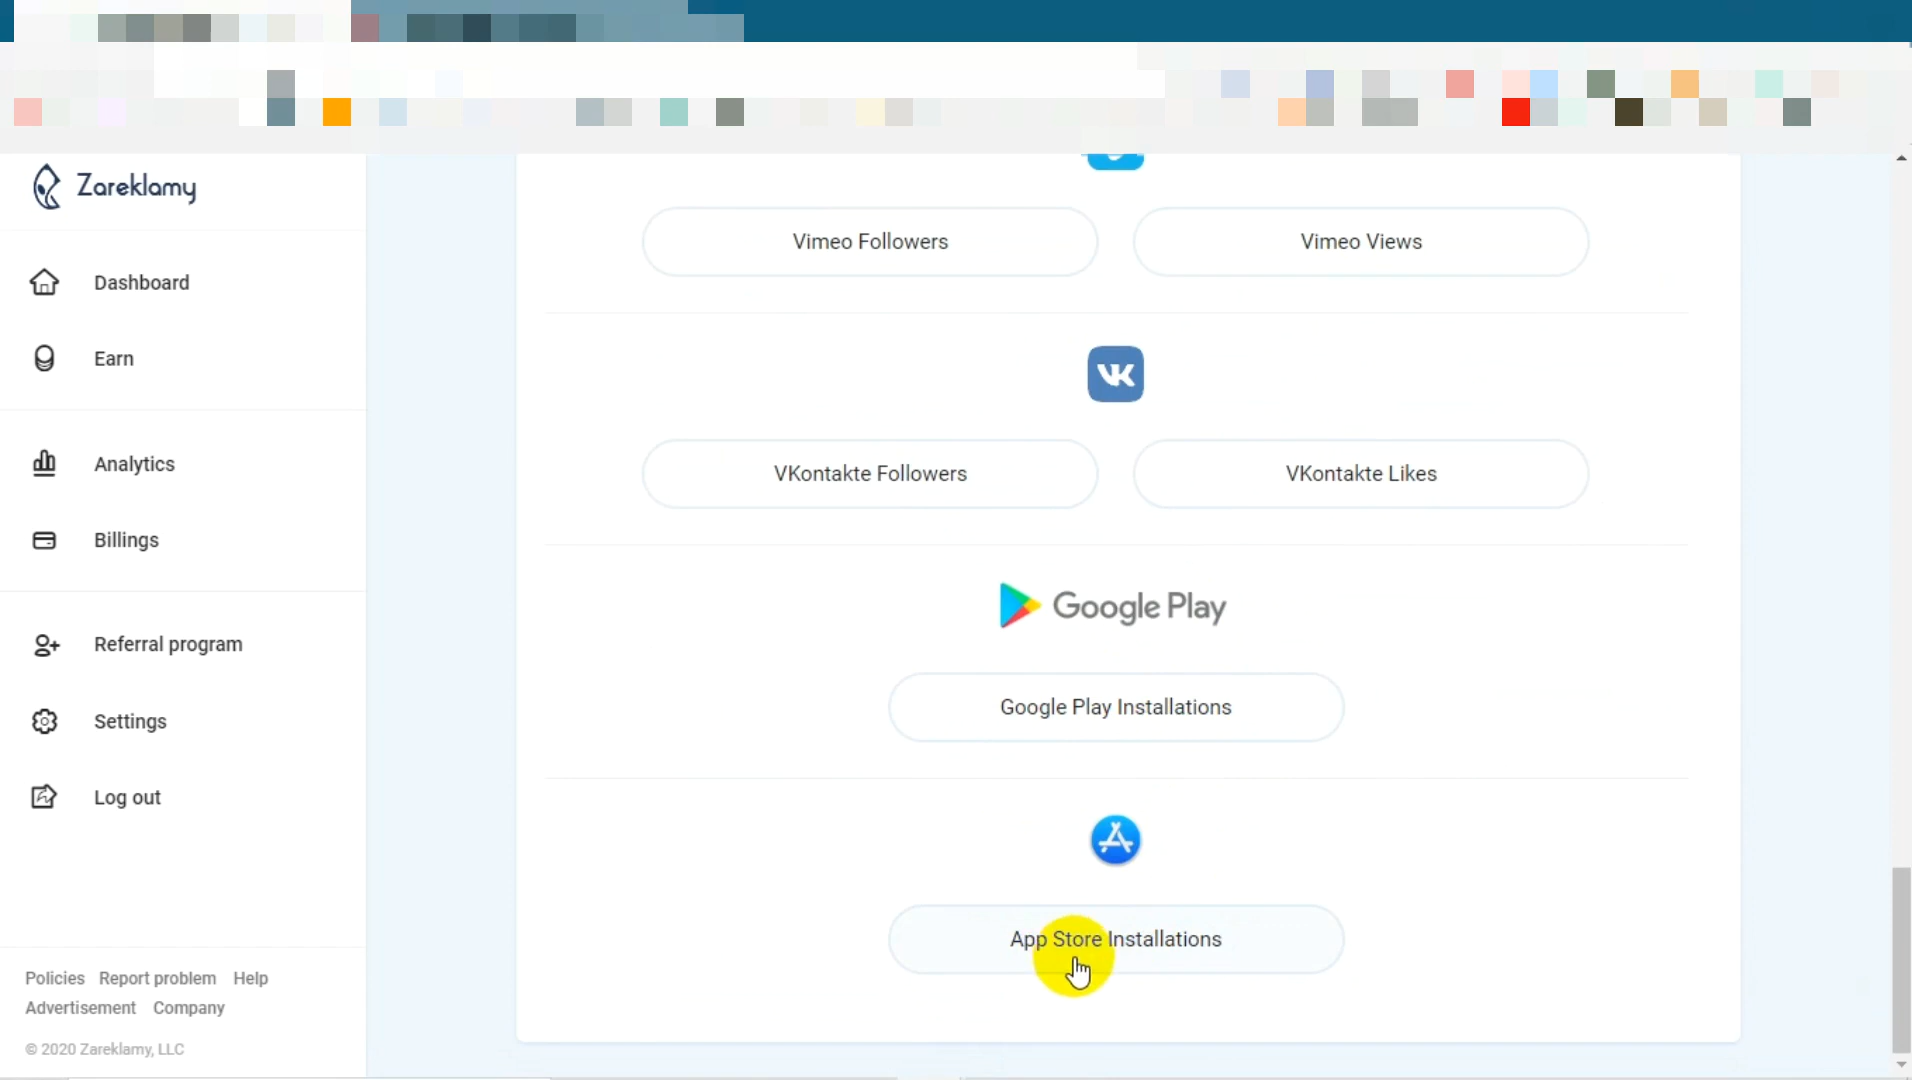 Zareklamy
Dashboard
Earn
Analytics
Billings
Referral program
Settings
Log out
Policies Report problem Help
Advertisement Company
© 2020 Zareklamy, LLC
Vimeo Followers
Vimeo Views
VK
VKontakte Followers
VKontakte Likes
Google Play
Google Play Installations
App Store Installations